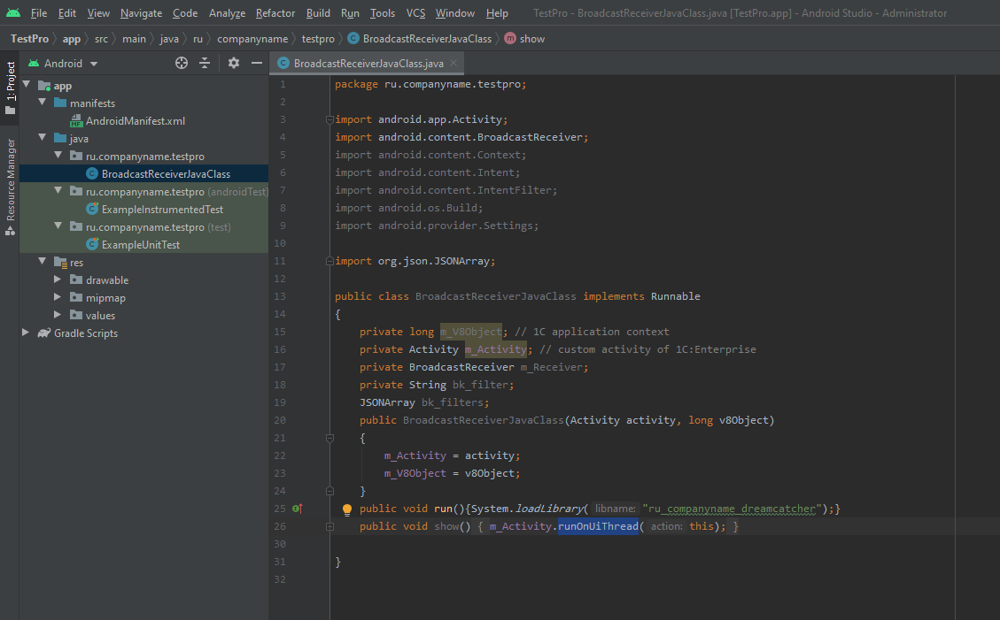 File Edit View Navigate Code Analyze Refactor Build Run Tools VCS Window Help TestPro - BroadcastReceiverJavaClass.java [TestPro.app] - Android Studio - Administrator
TestPro app src main java ru companyname testpro C BroadcastReceiverJavaClass m show
Android
C BroadcastReceiverJavaClass.java
1: Project
Resource Manager
app
manifests
MF AndroidManifest.xml
java
ru.companyname.testpro
C BroadcastReceiverJavaClass
ru.companyname.testpro (androidTest)
C ExampleInstrumentedTest
ru.companyname.testpro (test)
C ExampleUnitTest
res
drawable
mipmap
values
Gradle Scripts
1 package ru.companyname.testpro;
2
3 import android.app.Activity;
4 import android.content.BroadcastReceiver;
5 import android.content.Context;
6 import android.content.Intent;
7 import android.content.IntentFilter;
8 import android.os.Build;
9 import android.provider.Settings;
10
11 import org.json.JSONArray;
12
13 public class BroadcastReceiverJavaClass implements Runnable
14 {
15 private long m_V8Object; // 1C application context
16 private Activity m_Activity; // custom activity of 1C:Enterprise
17 private BroadcastReceiver m_Receiver;
18 private String bk_filter;
19 JSONArray bk_filters;
20 public BroadcastReceiverJavaClass(Activity activity, long v8Object)
21 {
22 m_Activity = activity;
23 m_V8Object = v8Object;
24 }
25 public void run(){System.loadLibrary( libname: "ru_companyname_dreamcatcher");}
26 public void show() { m_Activity.runOnUiThread( action: this); }
30
31 }
32